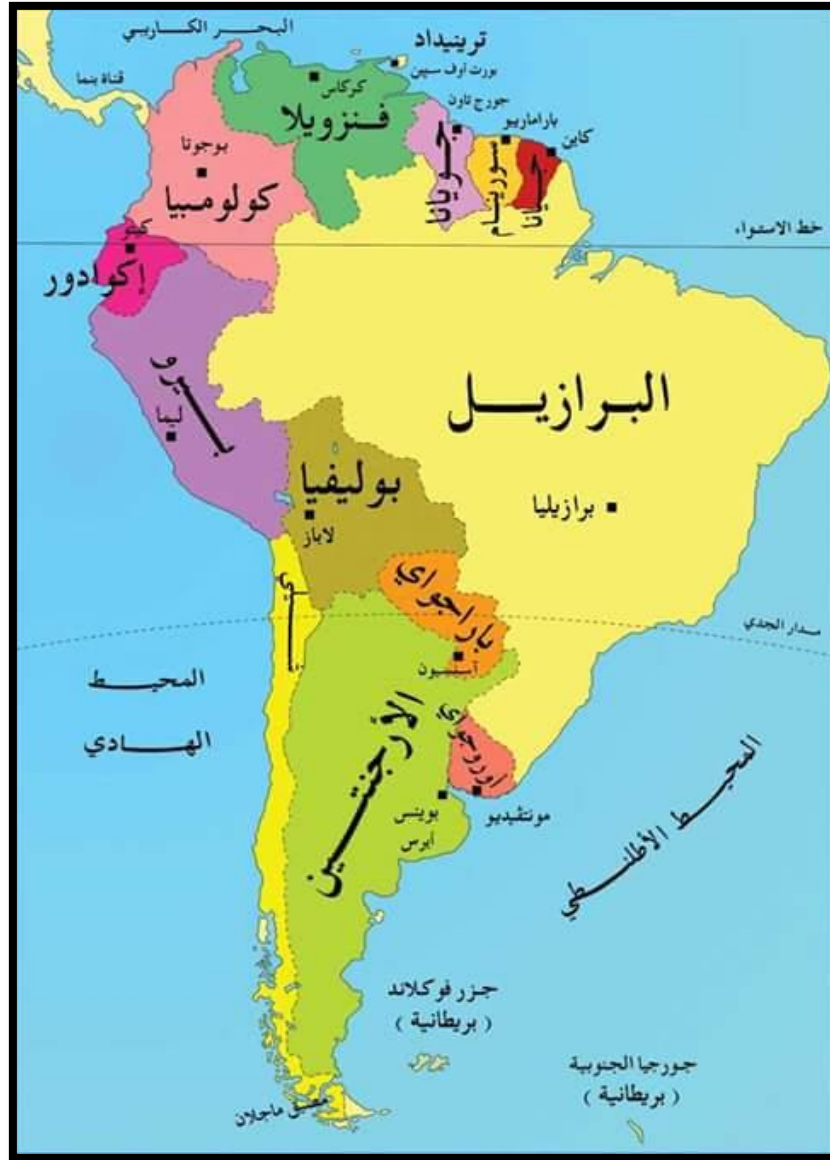 البحر الكاريبي
ترينيداد
بورت أوف سبين
قناة بنما
كركاس
فنزويلا
جورج تاون
باراماريبو
كاين
بوجوتا
كولومبيا
جويانا
سورينام
جيانا
خط الاستواء
كيتو
إكوادور
بيرو
ليما
البرازيل
برازيليا
بوليفيا
لاباز
باراجواي
مدار الجدي
أسنسيون
المحيط
الهادي
الأرجنتين
أوروجواي
بوينس
أيرس
مونتفيديو
المحيط الأطلنطي
جزر فوكلاند
( بريطانية )
جورجيا الجنوبية
( بريطانية )
مضيق ماجلان